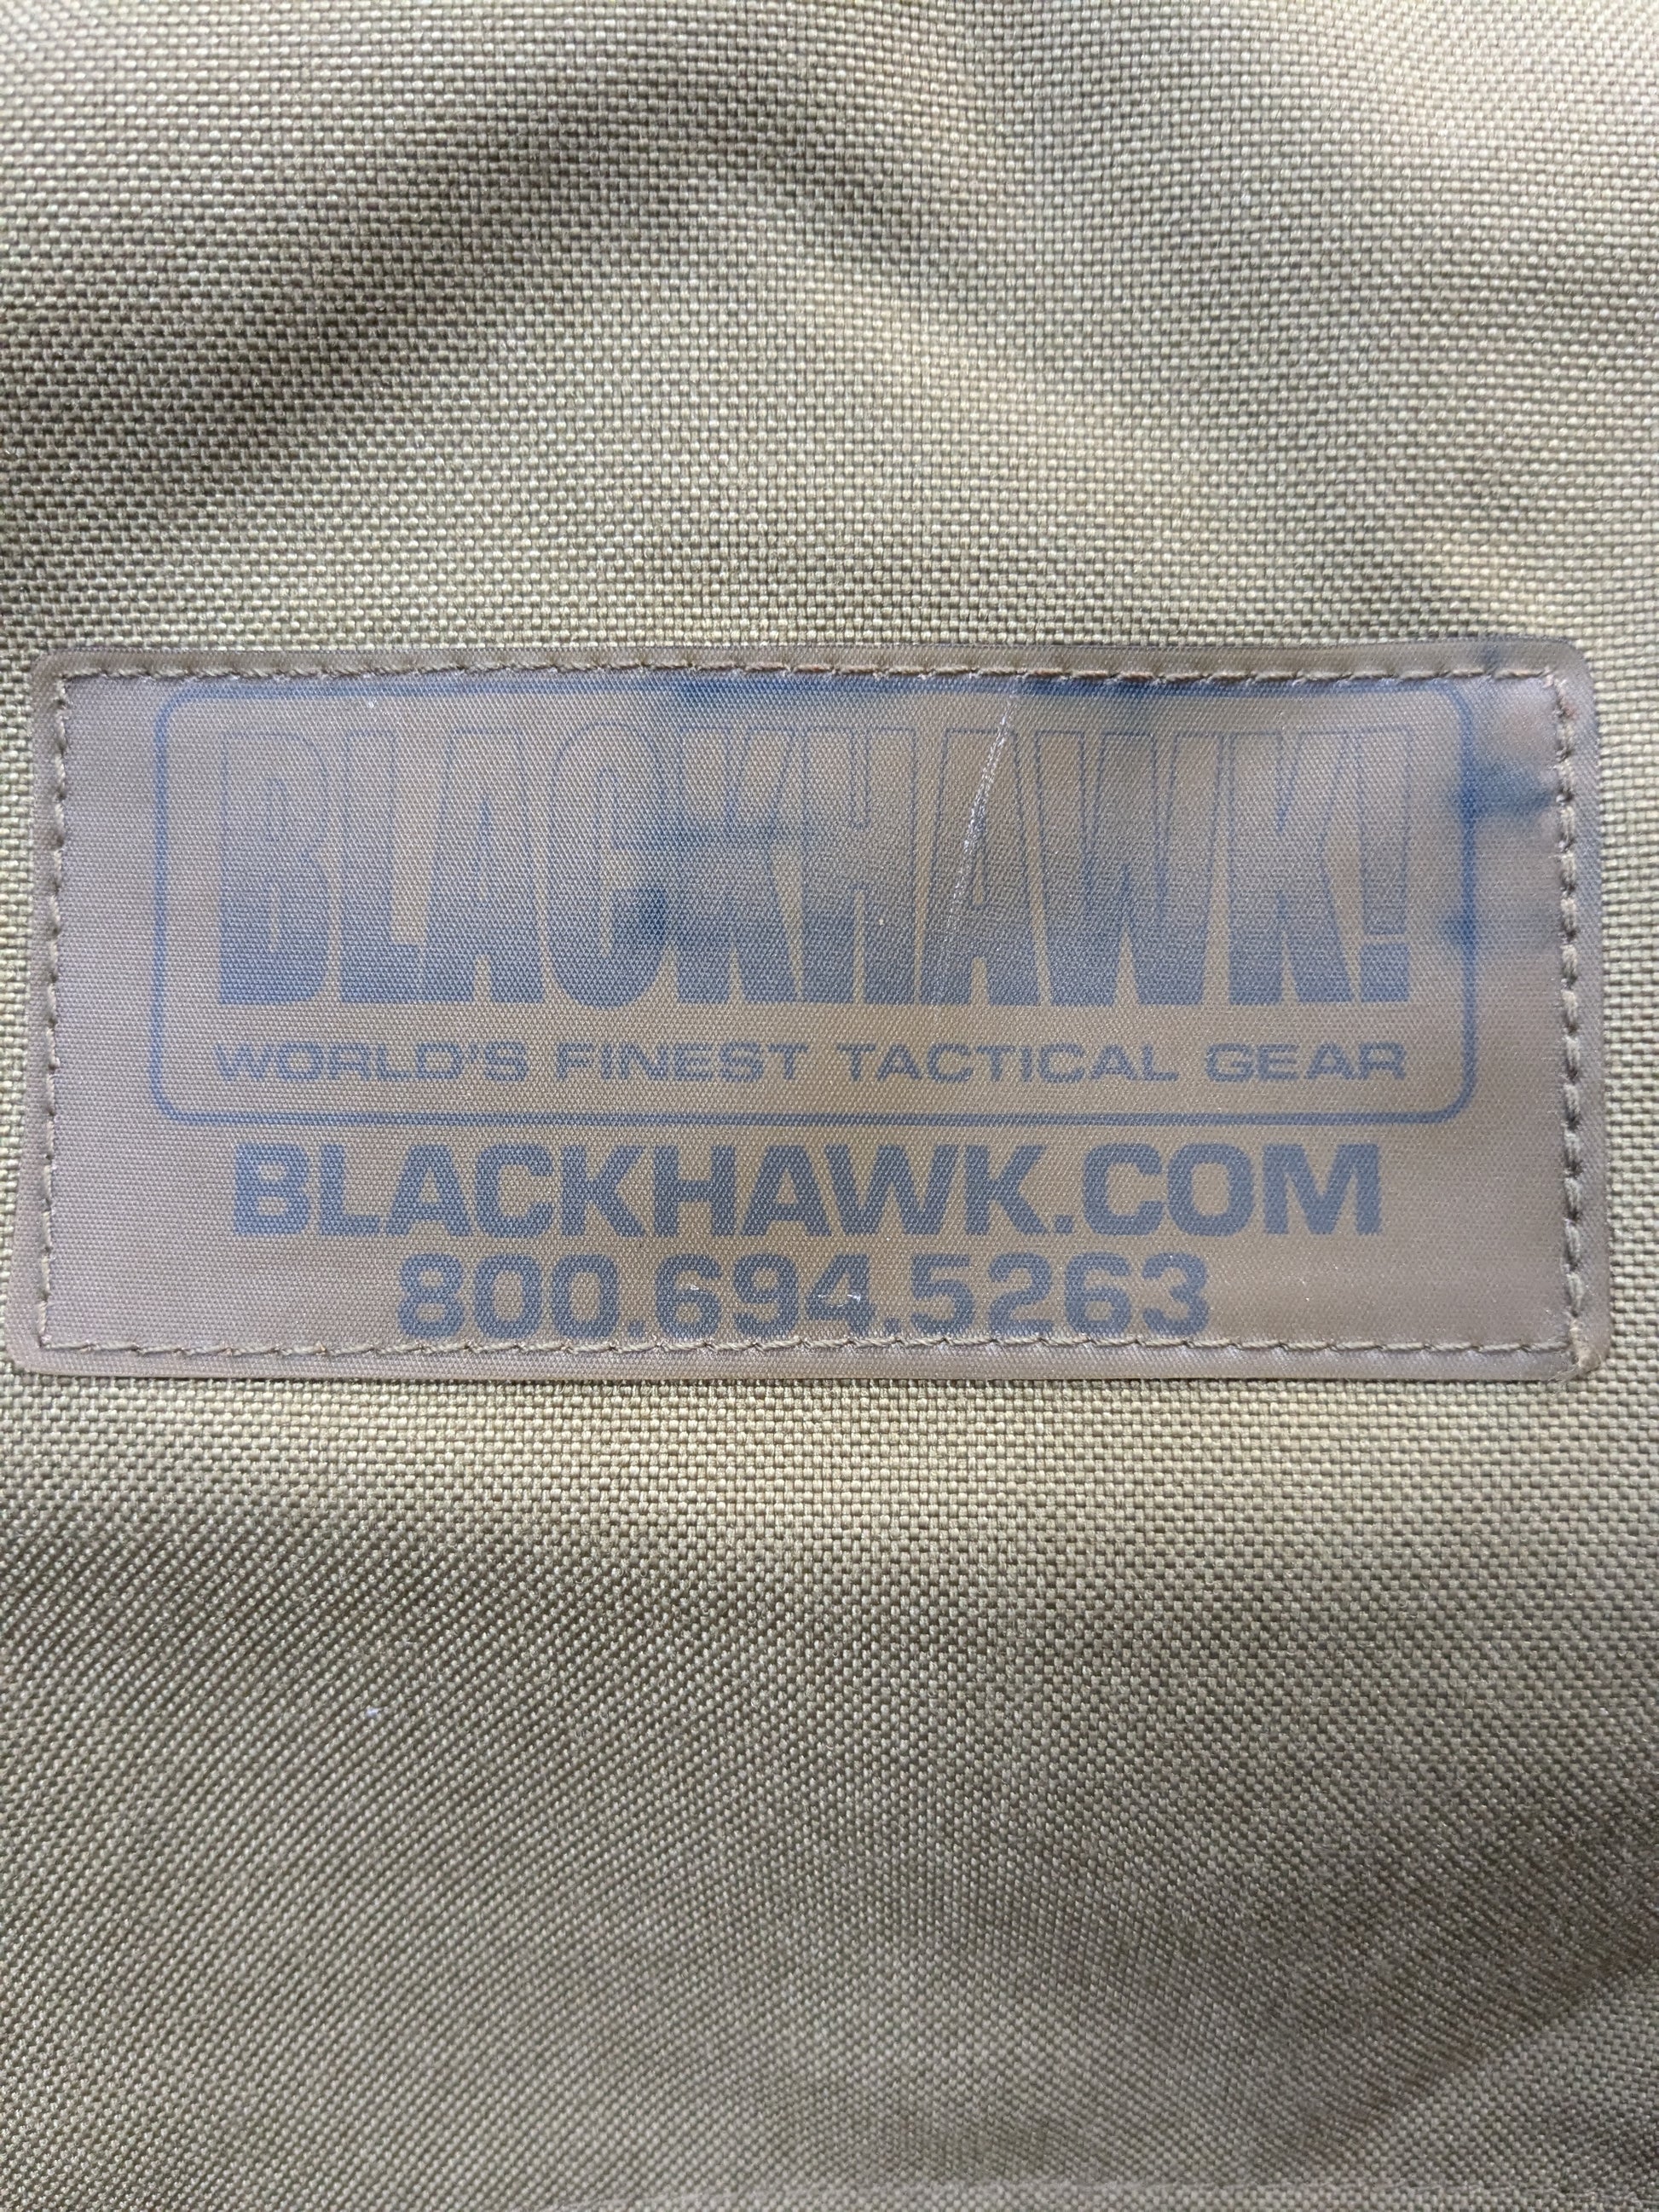 BLACKHAWK!
WORLD'S FINEST TACTICAL GEAR
BLACKHAWK.COM
800.694.5263